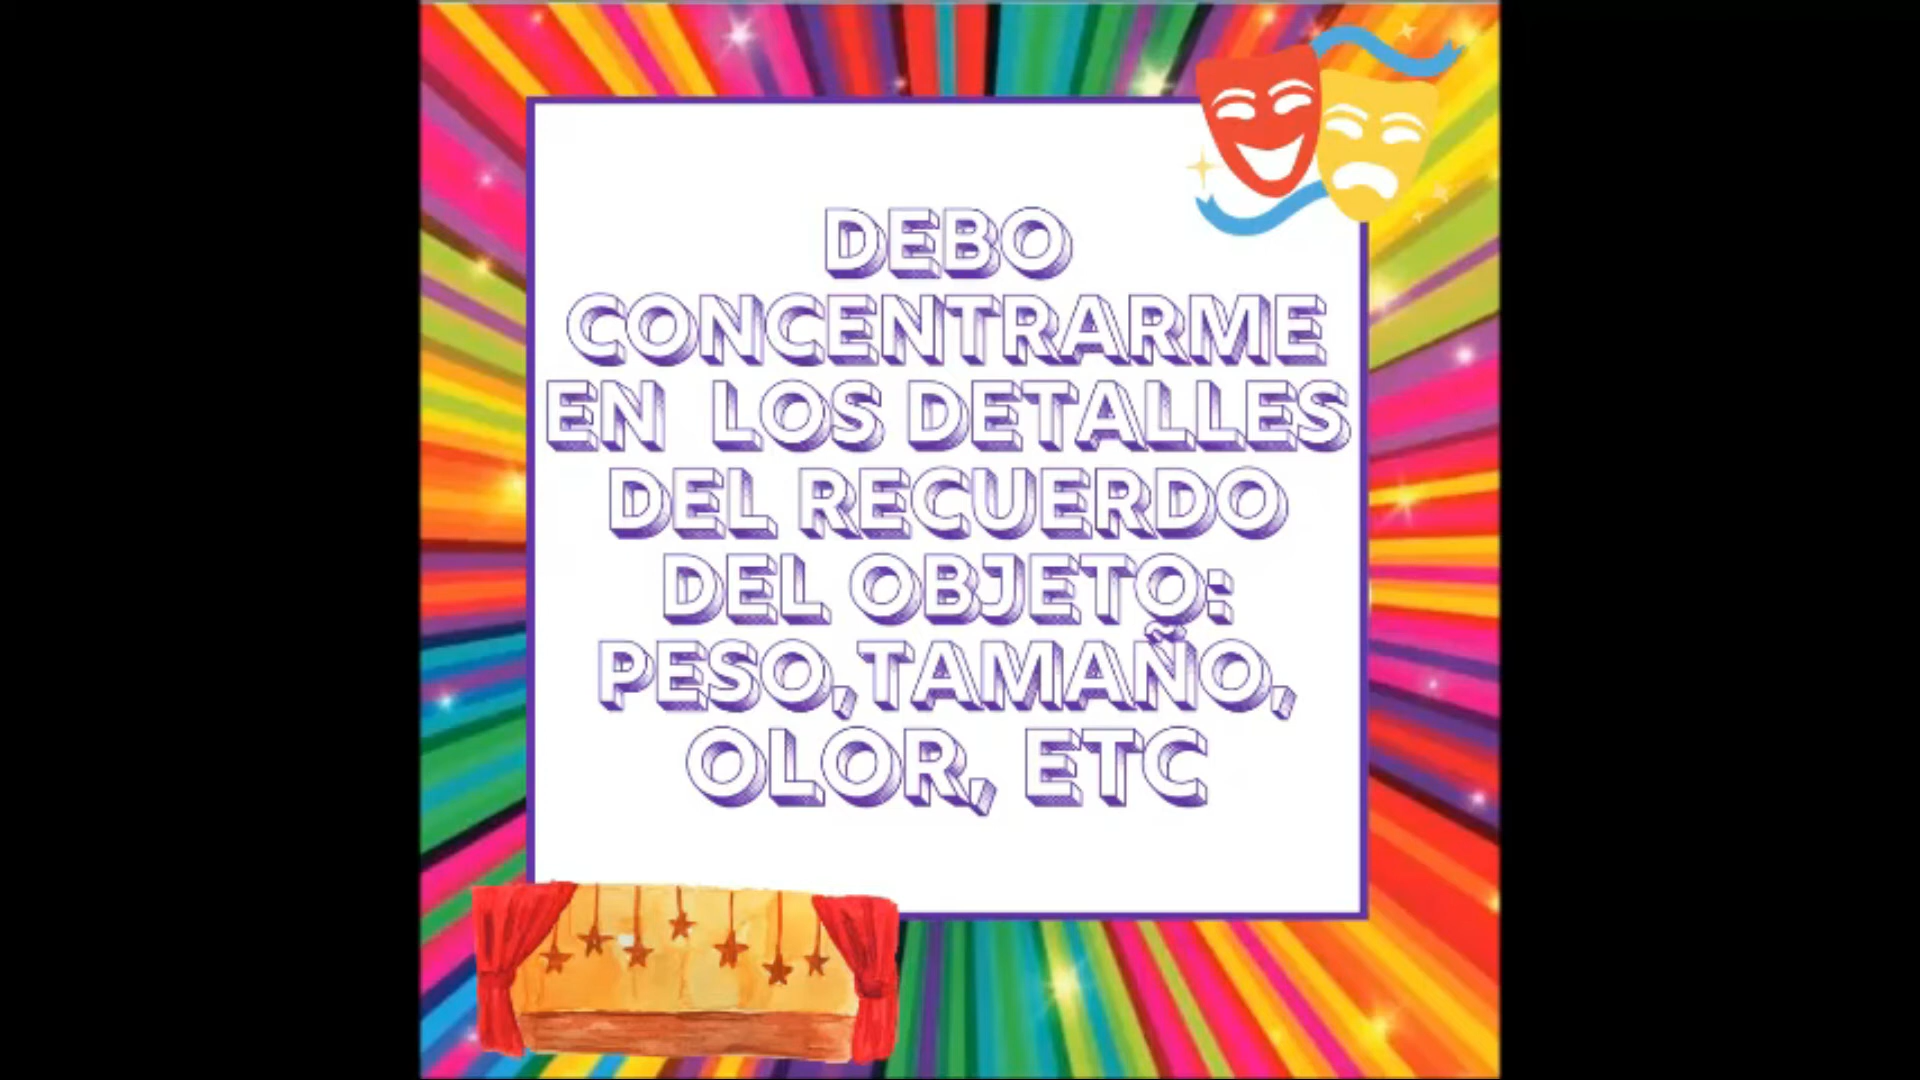 DEBO
CONCENTRARME
EN LOS DETALLES
DEL RECUERDO
DEL OBJETO:
PESO,TAMAÑO,
OLOR, ETC